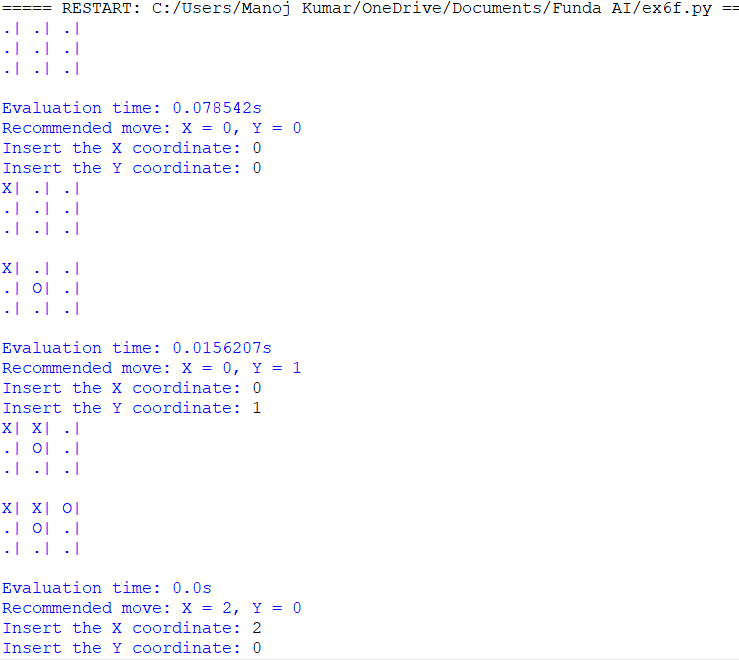 ===== RESTART: C:/Users/Manoj Kumar/OneDrive/Documents/Funda AI/ex6f.py ==
.| .| .|
.| .| .|
.| .| .|
Evaluation time: 0.078542s
Recommended move: X = 0, Y = 0
Insert the X coordinate: 0
Insert the Y coordinate: 0
X| .| .|
.| .| .|
.| .| .|
X| .| .|
.| O| .|
.| .| .|
Evaluation time: 0.0156207s
Recommended move: X = 0, Y = 1
Insert the X coordinate: 0
Insert the Y coordinate: 1
X| X| .|
.| O| .|
.| .| .|
X| X| O|
.| O| .|
.| .| .|
Evaluation time: 0.0s
Recommended move: X = 2, Y = 0
Insert the X coordinate: 2
Insert the Y coordinate: 0